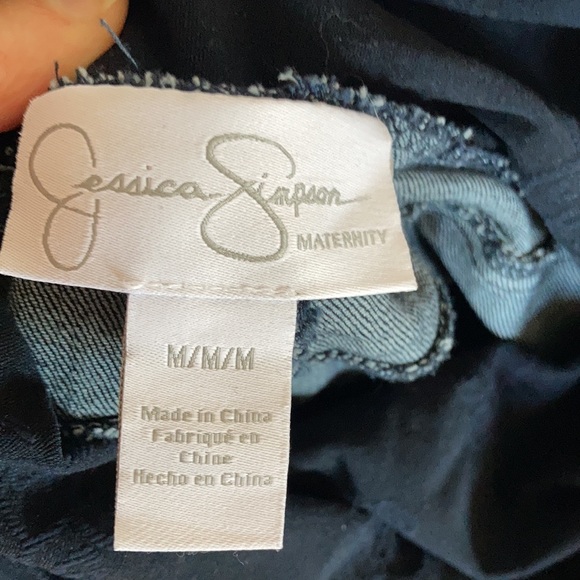 Jessica Simpson
MATERNITY
M/M/M
Made in China
Fabriqué en
Chine
Hecho en China